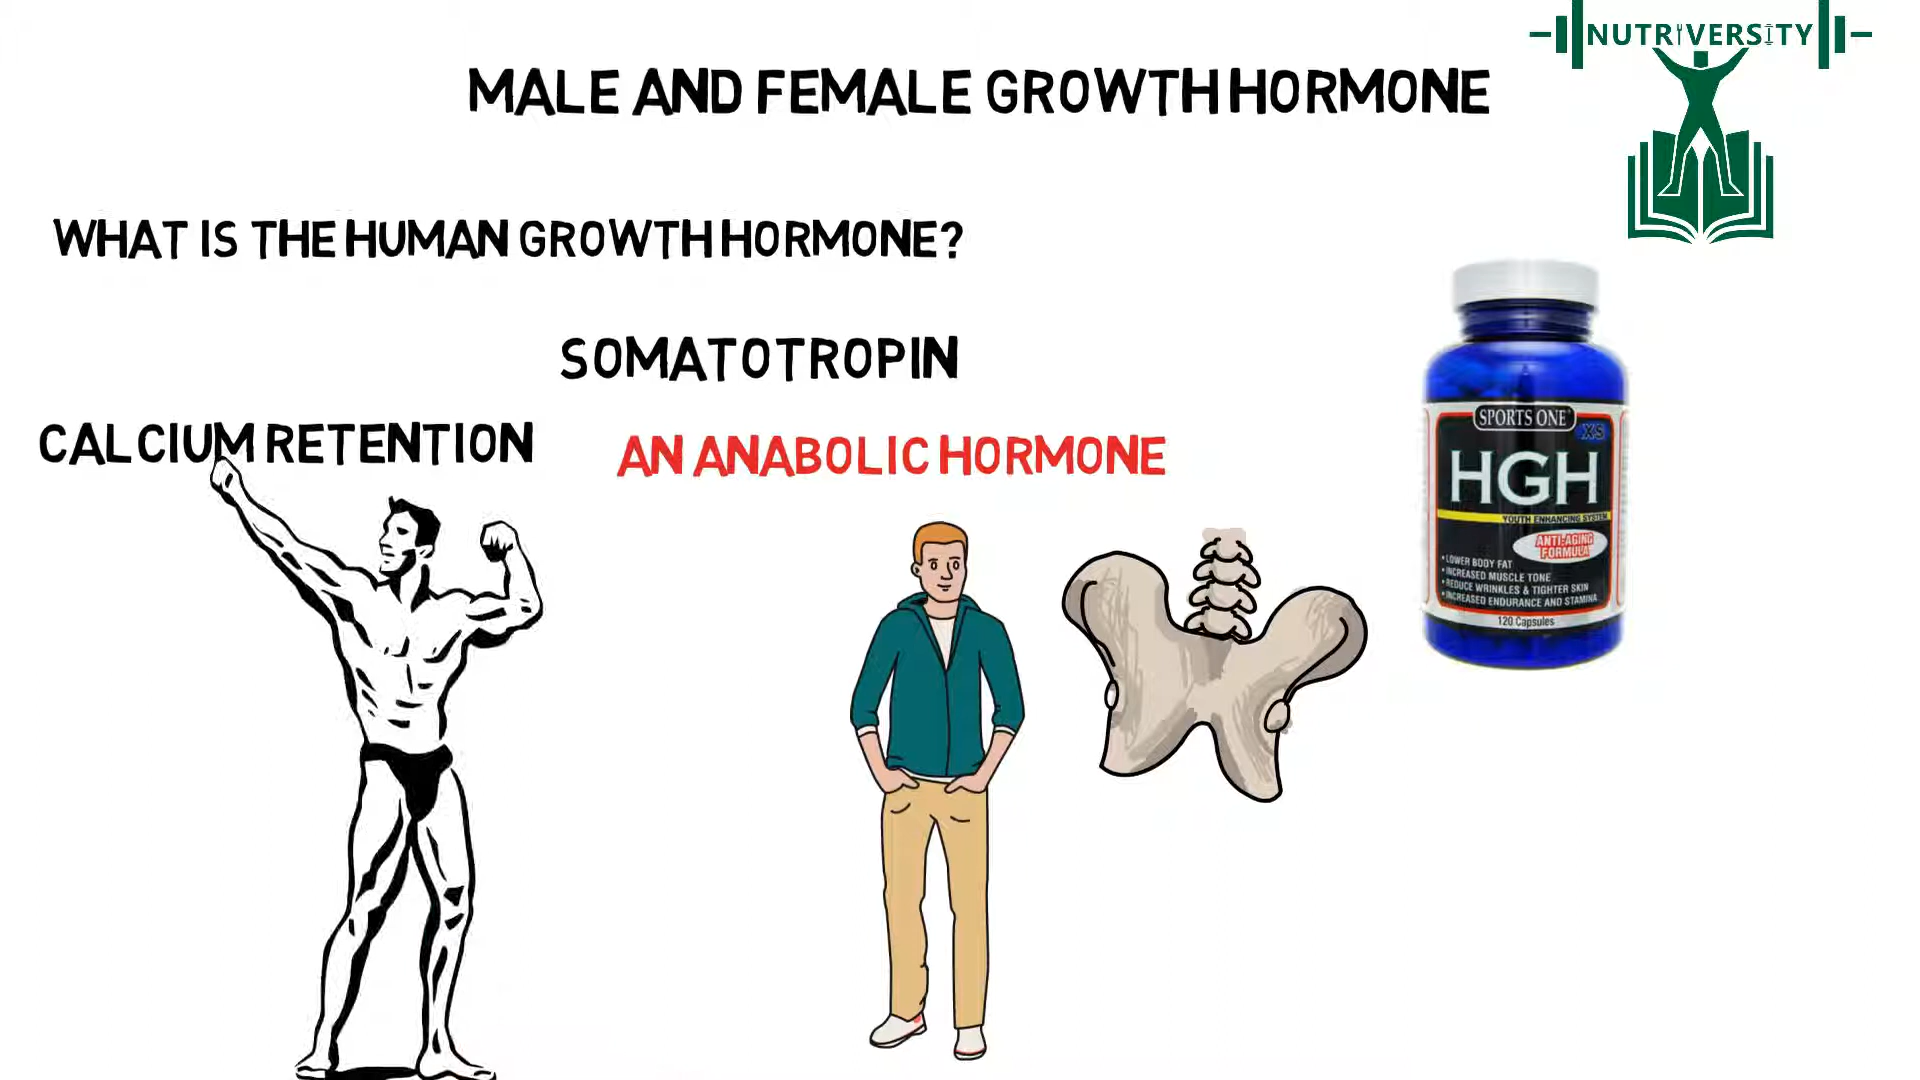 NUTRIVERSITY
MALE AND FEMALE GROWTH HORMONE
WHAT IS THE HUMAN GROWTH HORMONE?
SOMATOTROPIN
CALCIUM RETENTION
AN ANABOLIC HORMONE
SPORTS ONE
XS
HGH
YOUTH ENHANCING SYSTEM
ANTI-AGING
FORMULA
• LOWER BODY FAT
• INCREASED MUSCLE TONE
• REDUCE WRINKLES & TIGHTER SKIN
• INCREASED ENDURANCE AND STAMINA
120 Capsules